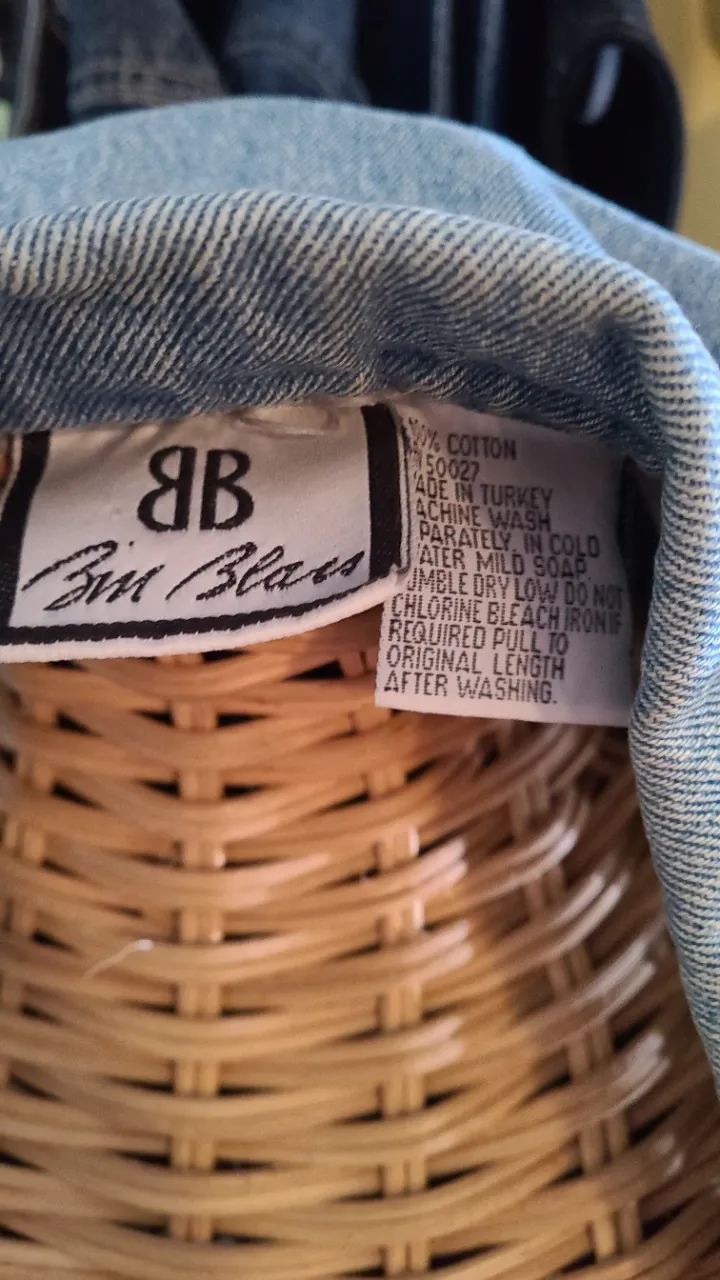 BB
Bill Blass
% COTTON
50027
ADE IN TURKEY
ACHINE WASH
PARATELY, IN COLD
ATER MILD SOAP
UMBLE DRY LOW DO NOT
CHLORINE BLEACH IRON IF
REQUIRED PULL TO
ORIGINAL LENGTH
AFTER WASHING.